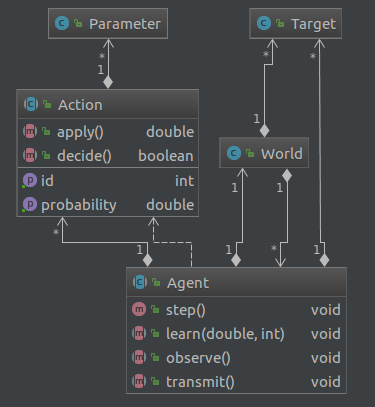 Parameter
Target
*
*
*
1
Action
apply() double
decide() boolean
id int
probability double
1
World
1
1
*
1
*
1
1
Agent
step() void
learn(double, int) void
observe() void
transmit() void